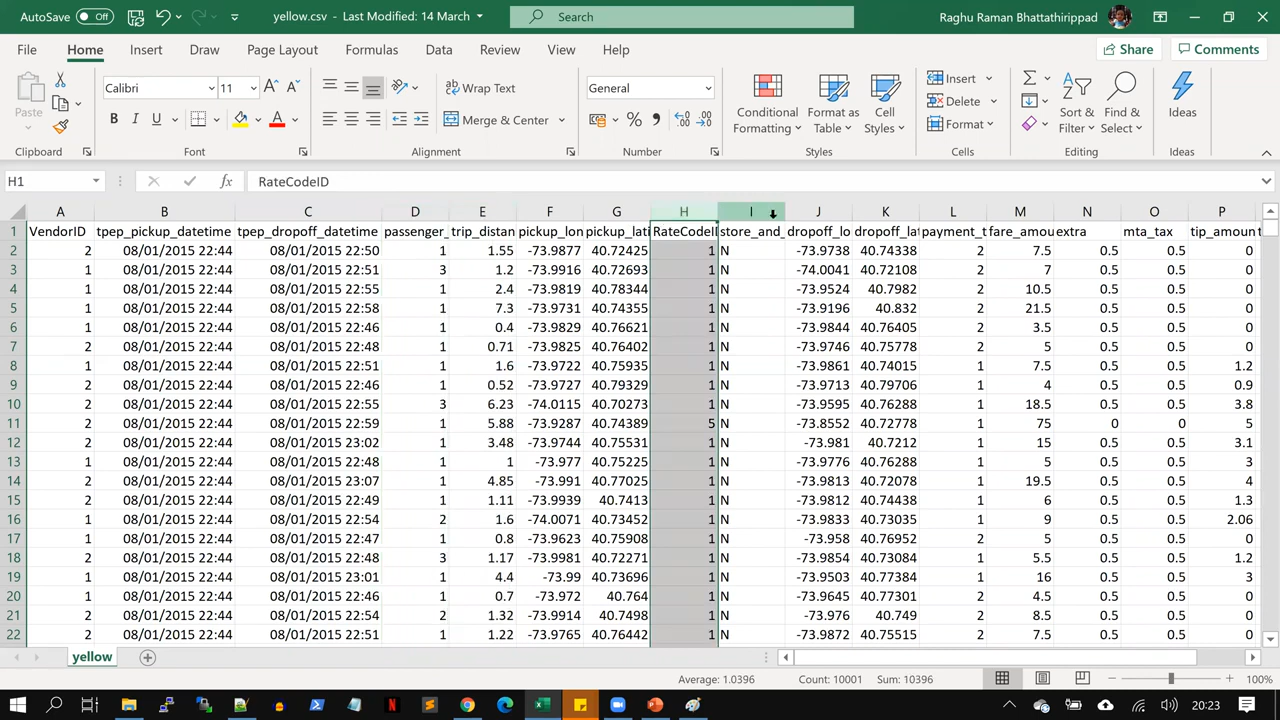 AutoSave Off yellow.csv - Last Modified: 14 March Search Raghu Raman Bhattathirippad
File Home Insert Draw Page Layout Formulas Data Review View Help Share Comments
Calibri 11 A A ab Wrap Text General Insert Σ
Paste B I U A Merge & Center % Conditional Formatting Format as Table Cell Styles Delete Format Sort & Filter Find & Select Ideas
Clipboard Font Alignment Number Styles Cells Editing Ideas
H1 fx RateCodeID
A B C D E F G H I J K L M N O P
1 VendorID tpep_pickup_datetime tpep_dropoff_datetime passenger_ trip_distan pickup_lon pickup_lati RateCodeI store_and_ dropoff_lo dropoff_lat payment_t fare_amou extra mta_tax tip_amoun t
2 2 08/01/2015 22:44 08/01/2015 22:50 1 1.55 -73.9877 40.72425 1 N -73.9738 40.74338 2 7.5 0.5 0.5 0
3 1 08/01/2015 22:44 08/01/2015 22:51 3 1.2 -73.9916 40.72693 1 N -74.0041 40.72108 2 7 0.5 0.5 0
4 1 08/01/2015 22:44 08/01/2015 22:55 1 2.4 -73.9819 40.78344 1 N -73.9524 40.7982 2 10.5 0.5 0.5 0
5 1 08/01/2015 22:44 08/01/2015 22:58 1 7.3 -73.9731 40.74355 1 N -73.9196 40.832 2 21.5 0.5 0.5 0
6 1 08/01/2015 22:44 08/01/2015 22:46 1 0.4 -73.9829 40.76621 1 N -73.9844 40.76405 2 3.5 0.5 0.5 0
7 2 08/01/2015 22:44 08/01/2015 22:48 1 0.71 -73.9825 40.76402 1 N -73.9746 40.75778 2 5 0.5 0.5 0
8 1 08/01/2015 22:44 08/01/2015 22:51 1 1.6 -73.9722 40.75935 1 N -73.9861 40.74015 1 7.5 0.5 0.5 1.2
9 2 08/01/2015 22:44 08/01/2015 22:46 1 0.52 -73.9727 40.79329 1 N -73.9713 40.79706 1 4 0.5 0.5 0.9
10 2 08/01/2015 22:44 08/01/2015 22:55 3 6.23 -74.0115 40.70273 1 N -73.9595 40.76288 1 18.5 0.5 0.5 3.8
11 2 08/01/2015 22:44 08/01/2015 22:59 1 5.88 -73.9287 40.74389 5 N -73.8552 40.72778 1 75 0 0 5
12 2 08/01/2015 22:44 08/01/2015 23:02 1 3.48 -73.9744 40.75531 1 N -73.981 40.7212 1 15 0.5 0.5 3.1
13 1 08/01/2015 22:44 08/01/2015 22:48 1 1 -73.977 40.75225 1 N -73.9776 40.76288 1 5 0.5 0.5 3
14 2 08/01/2015 22:44 08/01/2015 23:07 1 4.85 -73.991 40.77025 1 N -73.9813 40.72078 1 19.5 0.5 0.5 4
15 2 08/01/2015 22:44 08/01/2015 22:49 1 1.11 -73.9939 40.7413 1 N -73.9812 40.74438 1 6 0.5 0.5 1.3
16 1 08/01/2015 22:44 08/01/2015 22:54 2 1.6 -74.0071 40.73452 1 N -73.9833 40.73035 1 9 0.5 0.5 2.06
17 1 08/01/2015 22:44 08/01/2015 22:47 1 0.8 -73.9623 40.75908 1 N -73.958 40.76952 2 5 0.5 0.5 0
18 2 08/01/2015 22:44 08/01/2015 22:48 3 1.17 -73.9981 40.72271 1 N -73.9854 40.73084 1 5.5 0.5 0.5 1.2
19 1 08/01/2015 22:44 08/01/2015 23:01 1 4.4 -73.99 40.73696 1 N -73.9503 40.77384 1 16 0.5 0.5 3
20 1 08/01/2015 22:44 08/01/2015 22:46 1 0.7 -73.972 40.764 1 N -73.9645 40.77301 2 4.5 0.5 0.5 0
21 2 08/01/2015 22:44 08/01/2015 22:54 2 1.32 -73.9914 40.7498 1 N -73.976 40.749 2 8.5 0.5 0.5 0
22 2 08/01/2015 22:44 08/01/2015 22:51 1 1.22 -73.9765 40.76442 1 N -73.9872 40.75515 2 7.5 0.5 0.5 0
yellow
Average: 1.0396 Count: 10001 Sum: 10396 100%
20:23